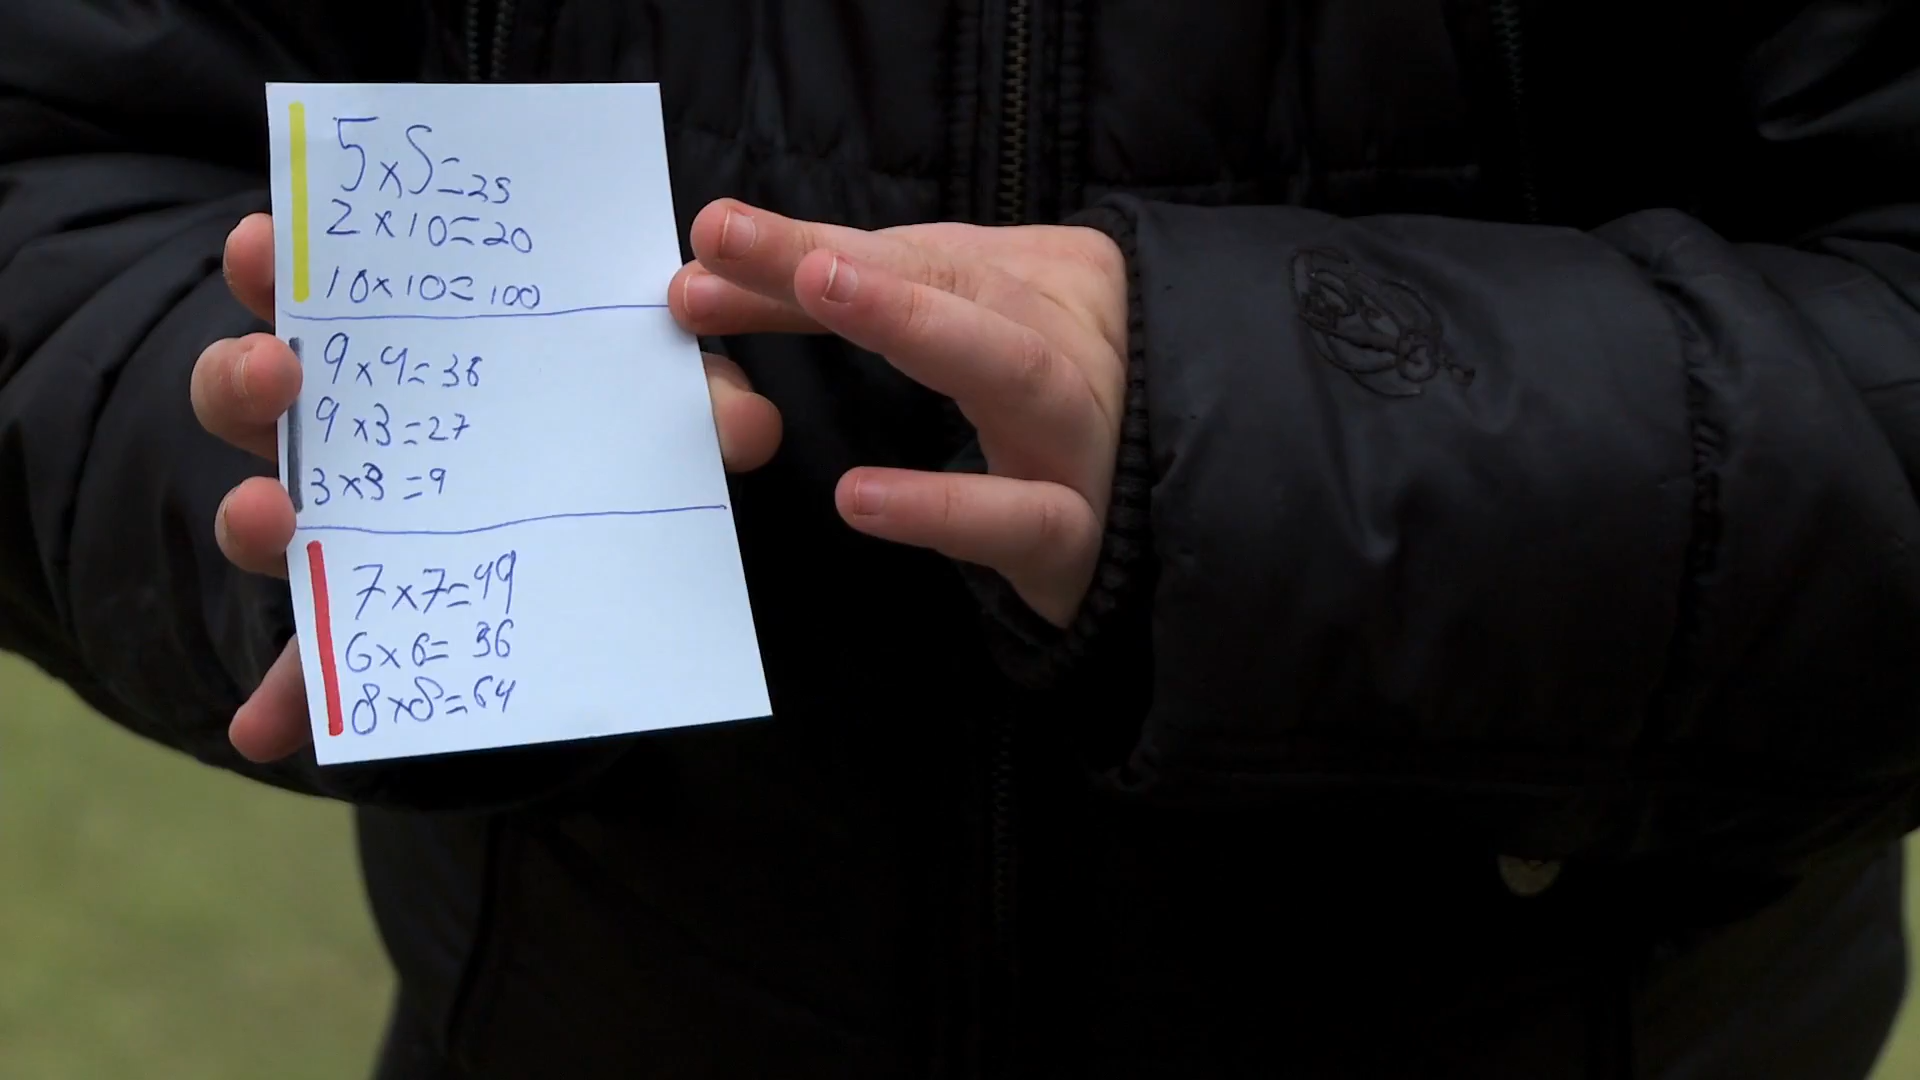 5x5=25
2x10=20
10x10=100
9x4=36
9x3=27
3x3=9
7x7=49
6x6=36
8x8=64